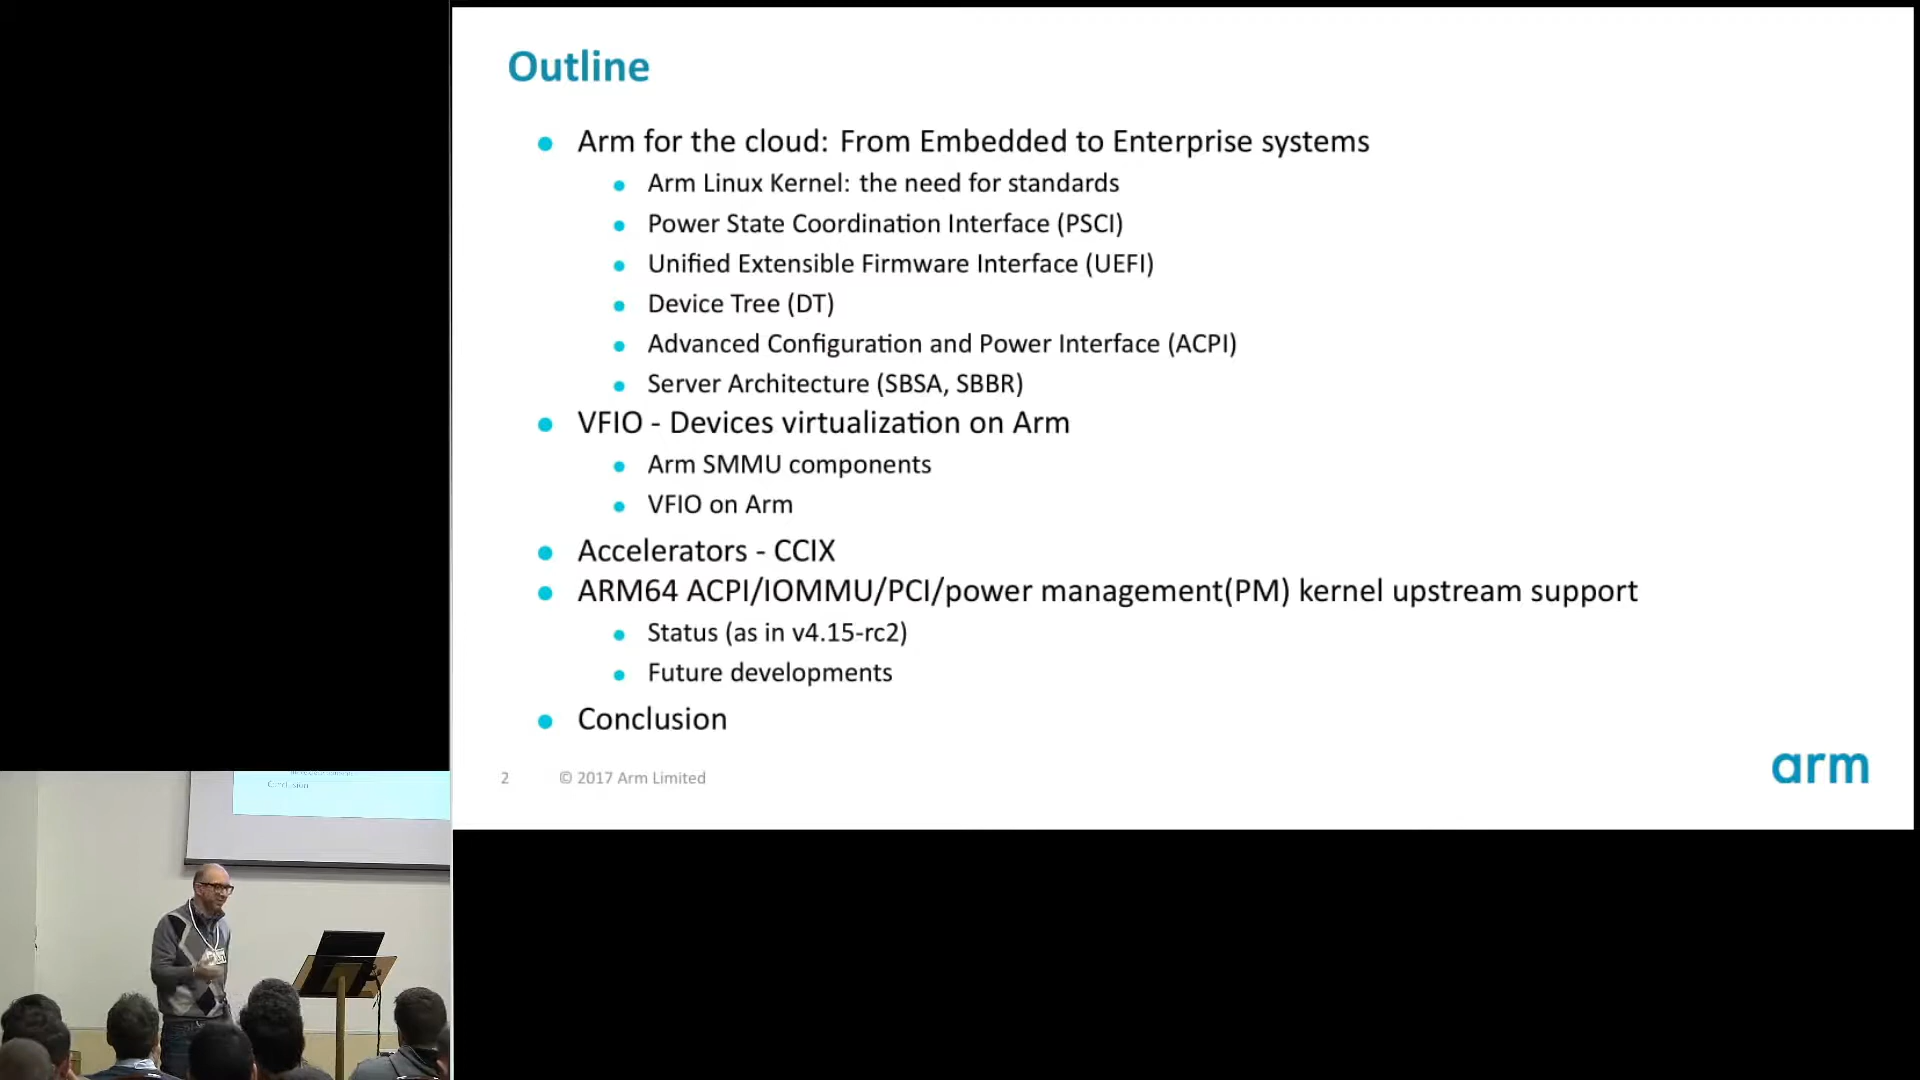 Outline
Arm for the cloud: From Embedded to Enterprise systems
Arm Linux Kernel: the need for standards
Power State Coordination Interface (PSCI)
Unified Extensible Firmware Interface (UEFI)
Device Tree (DT)
Advanced Configuration and Power Interface (ACPI)
Server Architecture (SBSA, SBBR)
VFIO - Devices virtualization on Arm
Arm SMMU components
VFIO on Arm
Accelerators - CCIX
ARM64 ACPI/IOMMU/PCI/power management(PM) kernel upstream support
Status (as in v4.15-rc2)
Future developments
Conclusion
2 © 2017 Arm Limited
arm
Conclusion